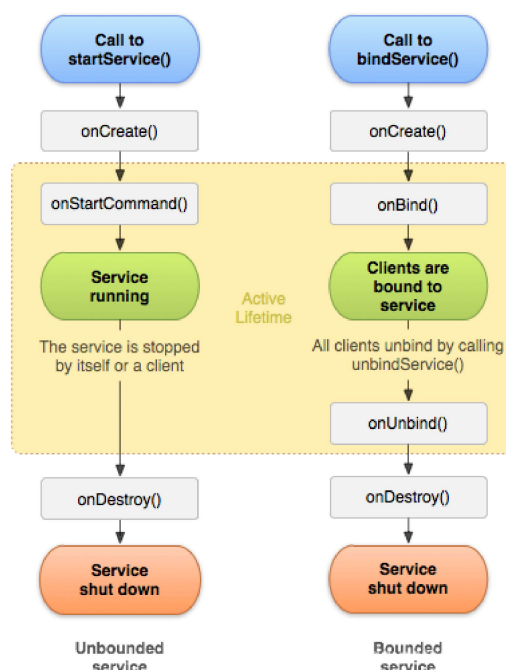 Call to
startService()
onCreate()
onStartCommand()
Service
running
The service is stopped
by itself or a client
onDestroy()
Service
shut down
Unbounded
service
Active
Lifetime
Call to
bindService()
onCreate()
onBind()
Clients are
bound to
service
All clients unbind by calling
unbindService()
onUnbind()
onDestroy()
Service
shut down
Bounded
service